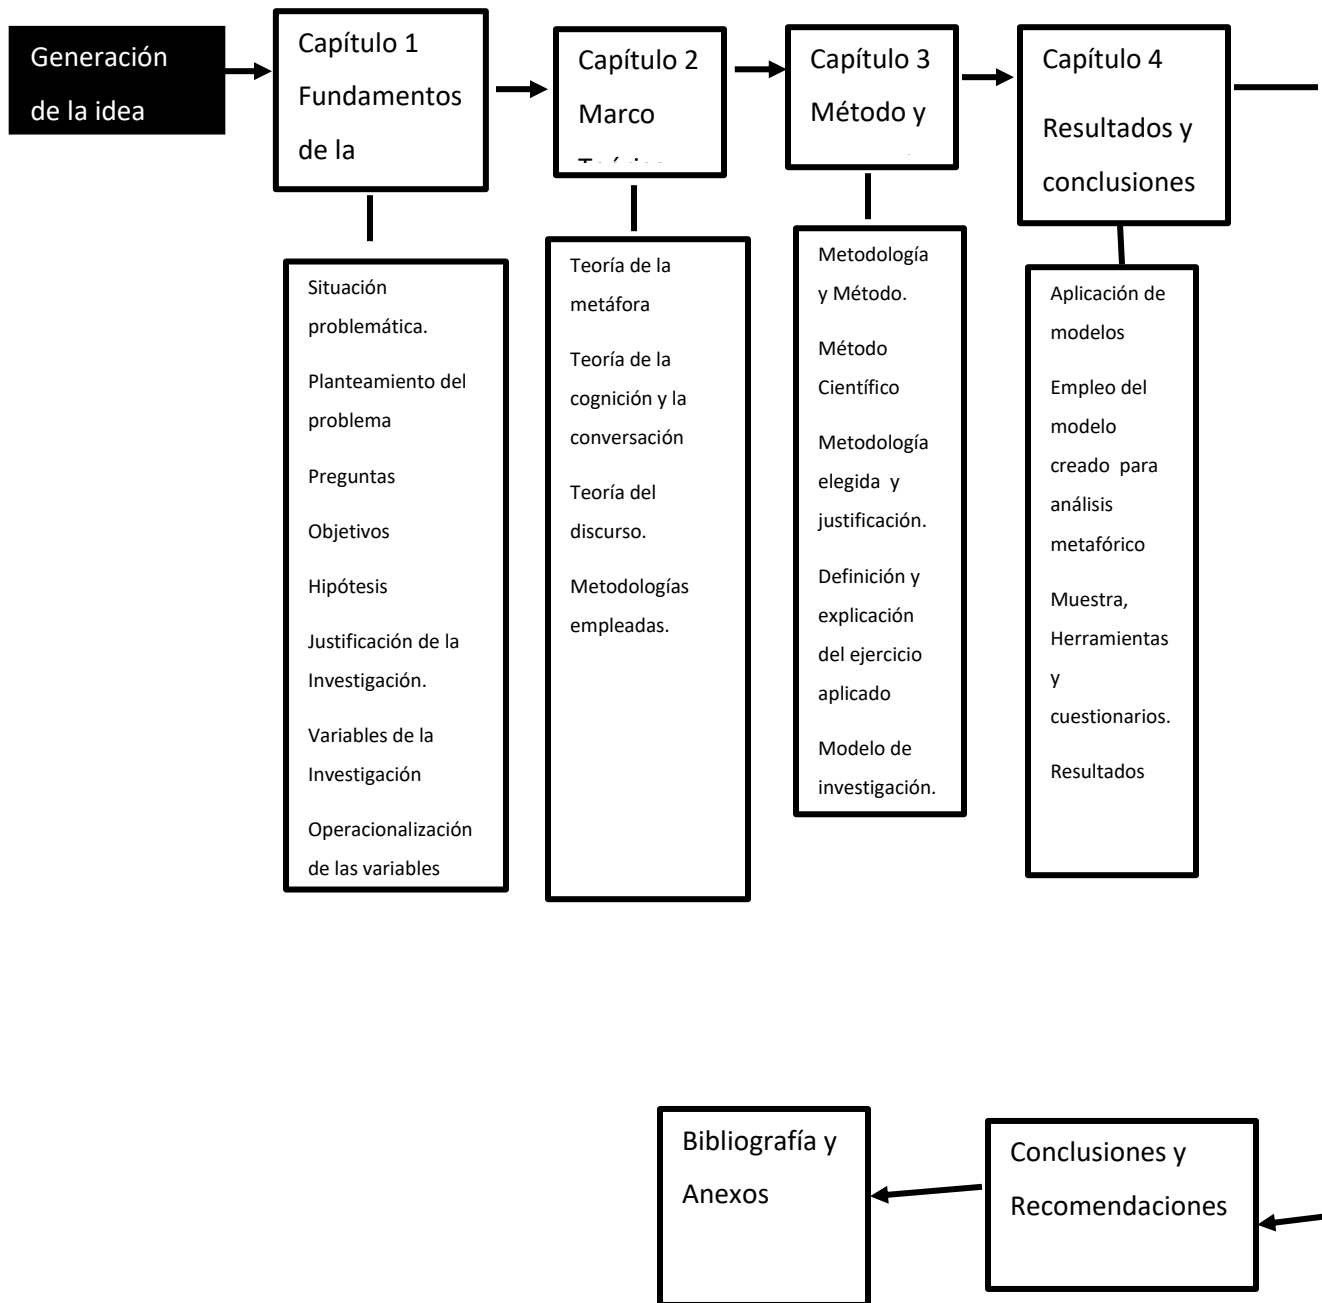 Generación
de la idea
Capítulo 1
Fundamentos
de la
Capítulo 2
Marco
Capítulo 3
Método y
Capítulo 4
Resultados y
conclusiones
Situación
problemática.
Planteamiento del
problema
Preguntas
Objetivos
Hipótesis
Justificación de la
Investigación.
Variables de la
Investigación
Operacionalización
de las variables
Teoría de la
metáfora
Teoría de la
cognición y la
conversación
Teoría del
discurso.
Metodologías
empleadas.
Metodología
y Método.
Método
Científico
Metodología
elegida y
justificación.
Definición y
explicación
del ejercicio
aplicado
Modelo de
investigación.
Aplicación de
modelos
Empleo del
modelo
creado para
análisis
metafórico
Muestra,
Herramientas
y
cuestionarios.
Resultados
Bibliografía y
Anexos
Conclusiones y
Recomendaciones